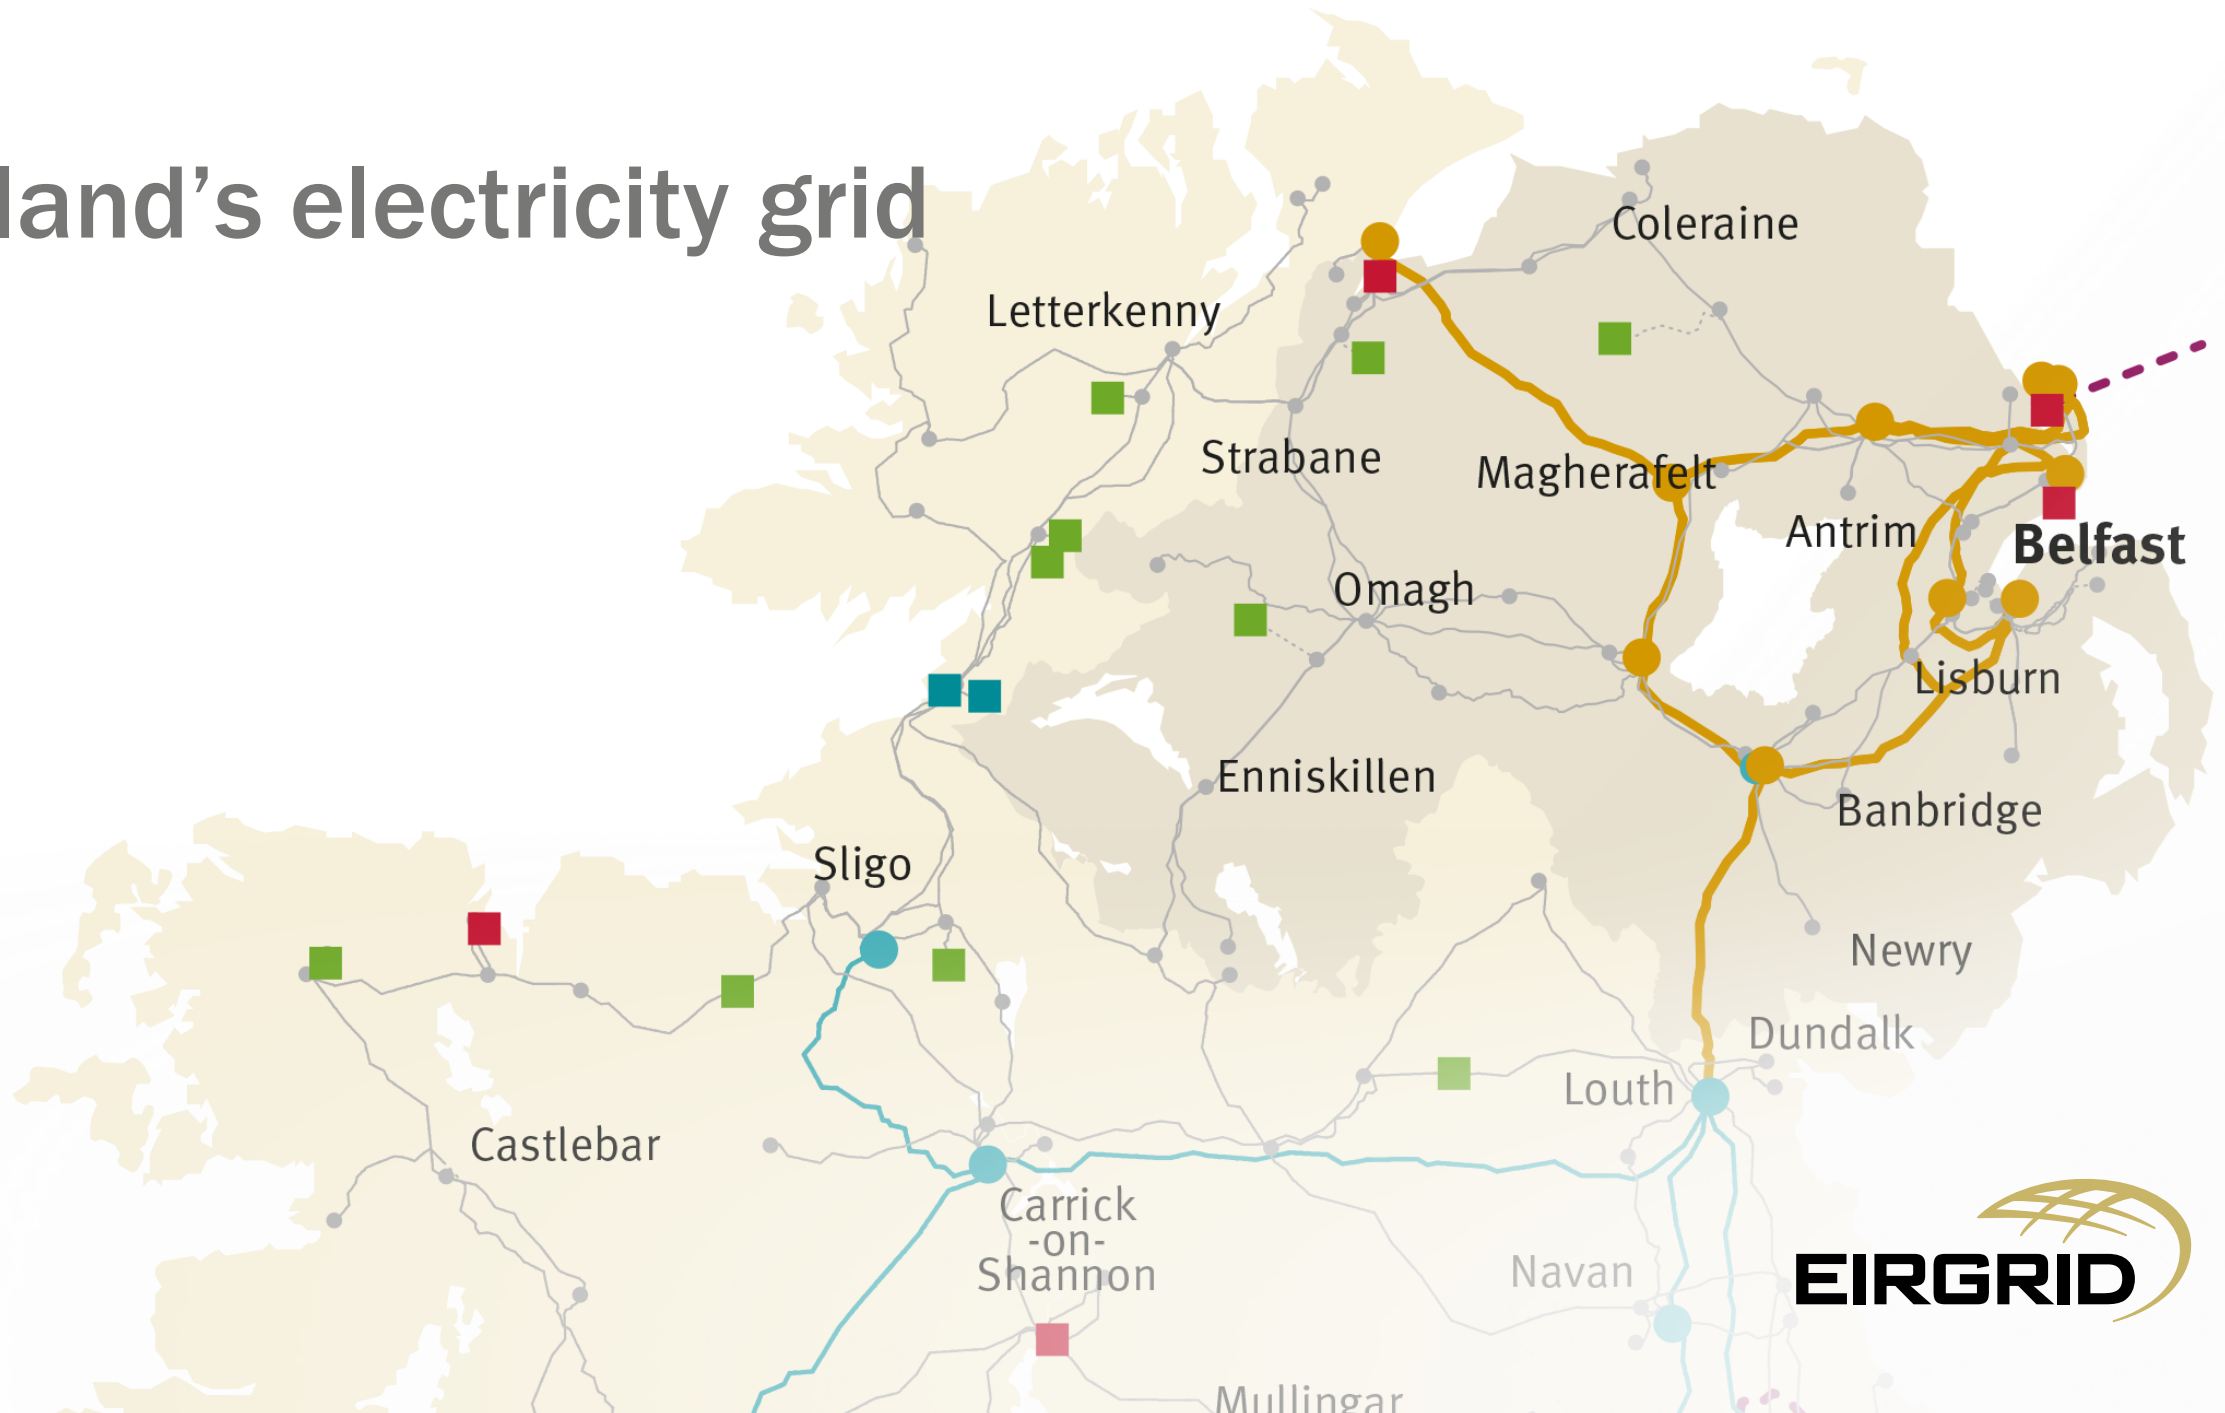 land's electricity grid
Coleraine
Letterkenny
Strabane
Magherafelt
Antrim
Belfast
Omagh
Lisburn
Enniskillen
Banbridge
Sligo
Newry
Dundalk
Louth
Castlebar
Carrick
-on-
Shannon
Navan
EIRGRID
Mullingar